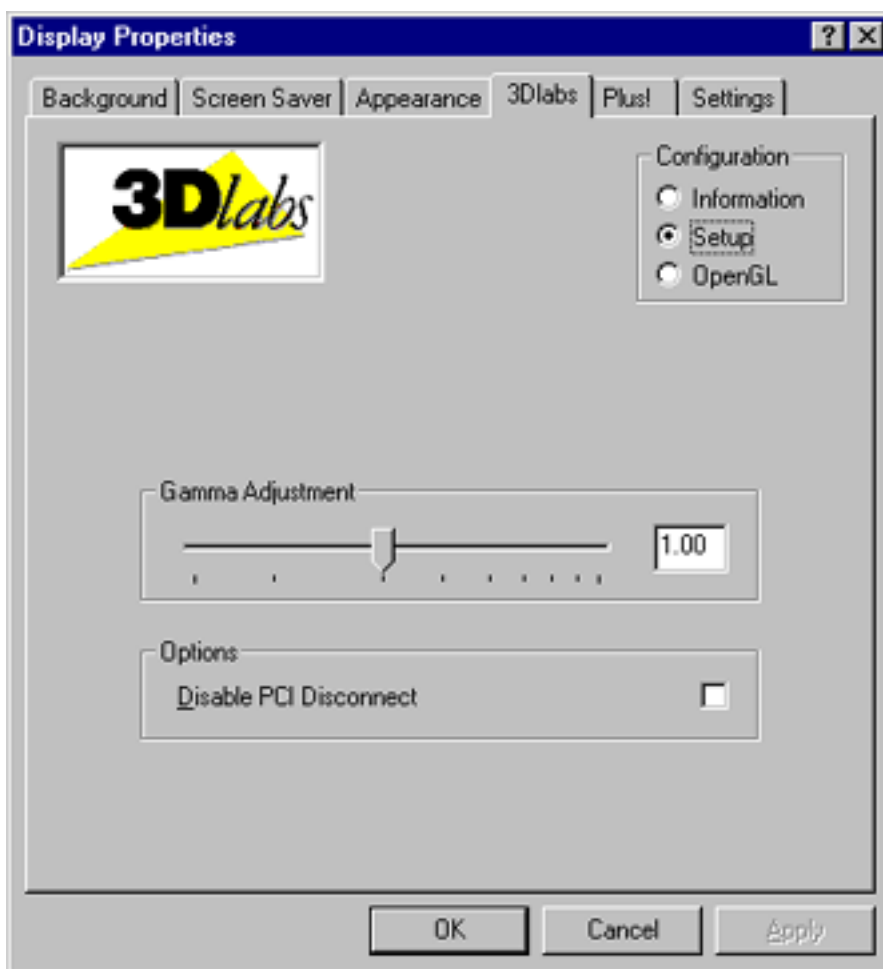 Display Properties
Background Screen Saver Appearance 3Dlabs Plus! Settings
3Dlabs
Configuration
Information
Setup
OpenGL
Gamma Adjustment
1.00
Options
Disable PCI Disconnect
OK Cancel Apply